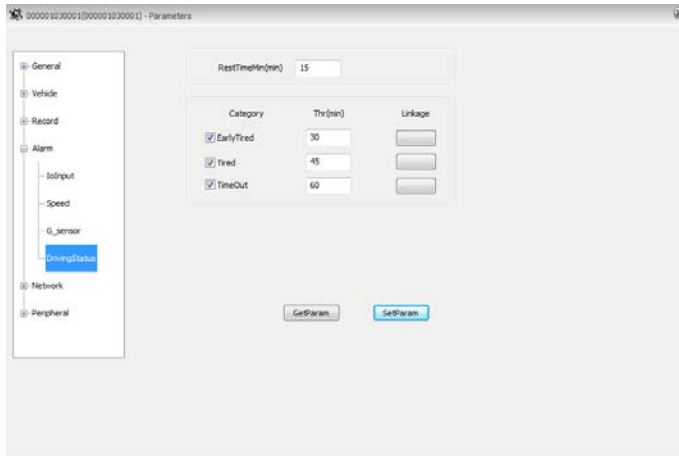 000001030001(000001030001) - Parameters
General
Vehicle
Record
Alarm
IoInput
Speed
G_sensor
DrivingStatus
Network
Peripheral
RestTimeMin(min) 15
Category Thr(min) Linkage
EarlyTired 30
Tired 45
TimeOut 60
GetParam SetParam